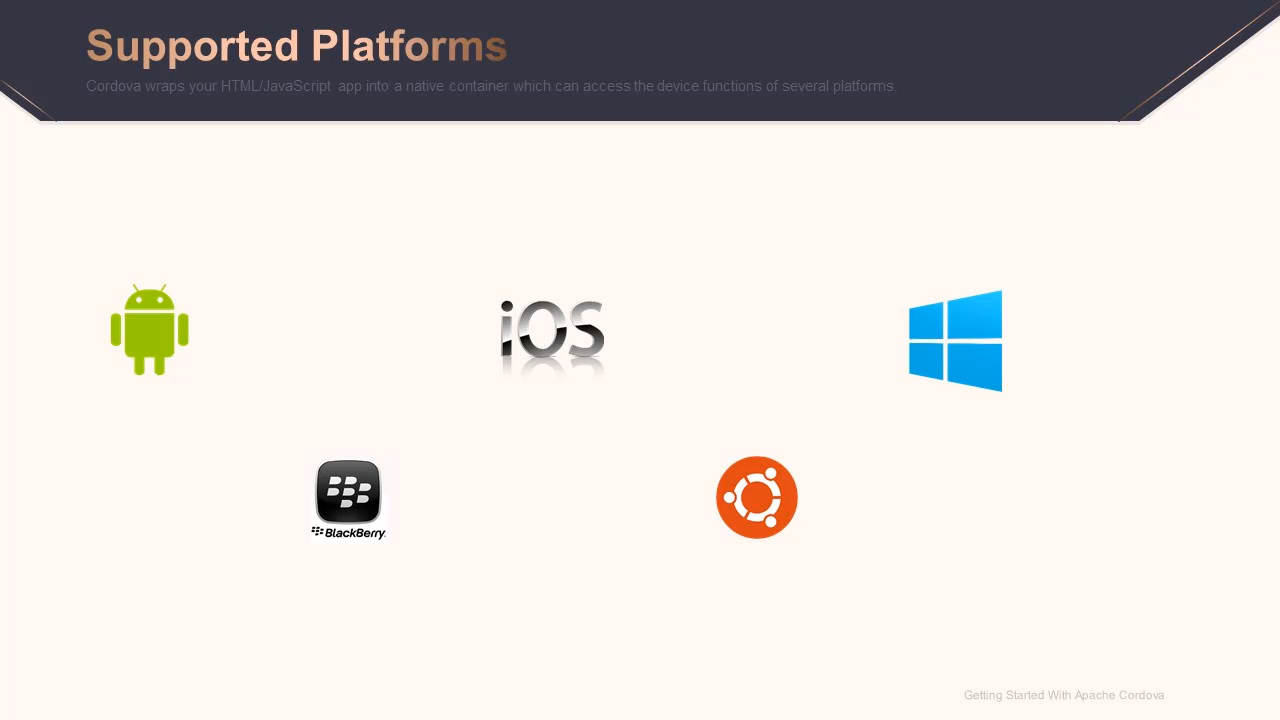 Supported Platforms
Cordova wraps your HTML/JavaScript app into a native container which can access the device functions of several platforms.
iOS
BlackBerry
Getting Started With Apache Cordova